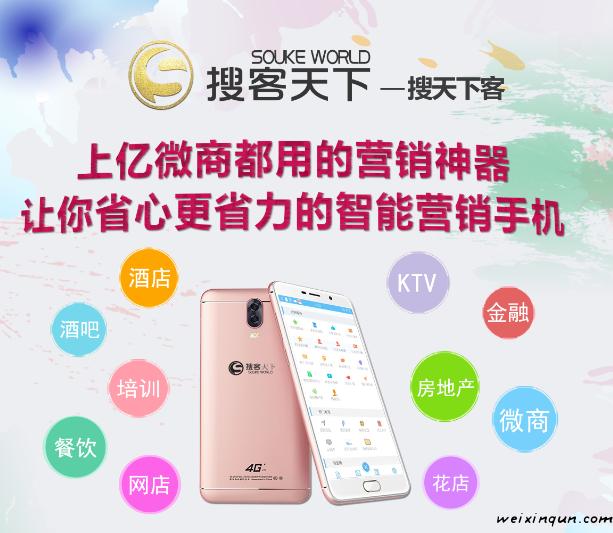 SOUKE WORLD
搜客天下 —搜天下客
上亿微商都用的营销神器
让你省心更省力的智能营销手机
酒店
KTV
金融
酒吧
培训
房地产
微商
餐饮
网店
花店
搜客天下
SOUKE WORLD
4G+
weixinqun.com